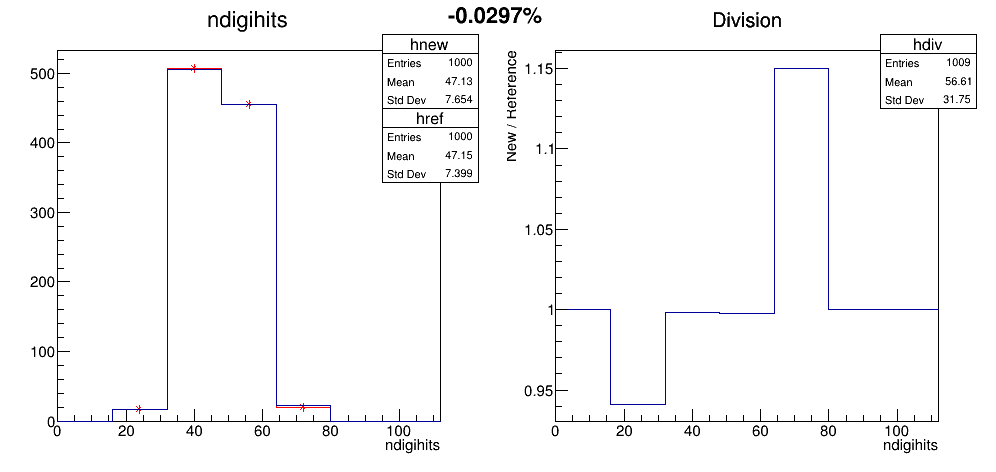 -0.0297%
ndigihits
hnew
Entries 1000
Mean 47.13
Std Dev 7.654
href
Entries 1000
Mean 47.15
Std Dev 7.399
500
400
300
200
100
0
0 20 40 60 80 100
ndigihits
Division
hdiv
Entries 1009
Mean 56.61
Std Dev 31.75
New / Reference
1.15
1.1
1.05
1
0.95
0 20 40 60 80 100
ndigihits